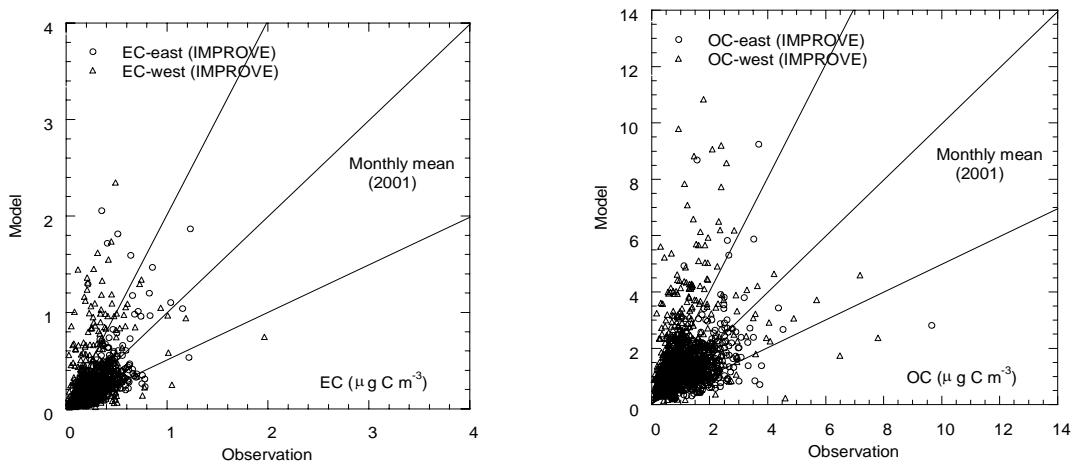 4
3
2
1
0
0 1 2 3 4
EC-east (IMPROVE)
EC-west (IMPROVE)
Monthly mean
(2001)
EC (μg C m⁻³)
Model
Observation
14
12
10
8
6
4
2
0
0 2 4 6 8 10 12 14
OC-east (IMPROVE)
OC-west (IMPROVE)
Monthly mean
(2001)
OC (μg C m⁻³)
Model
Observation